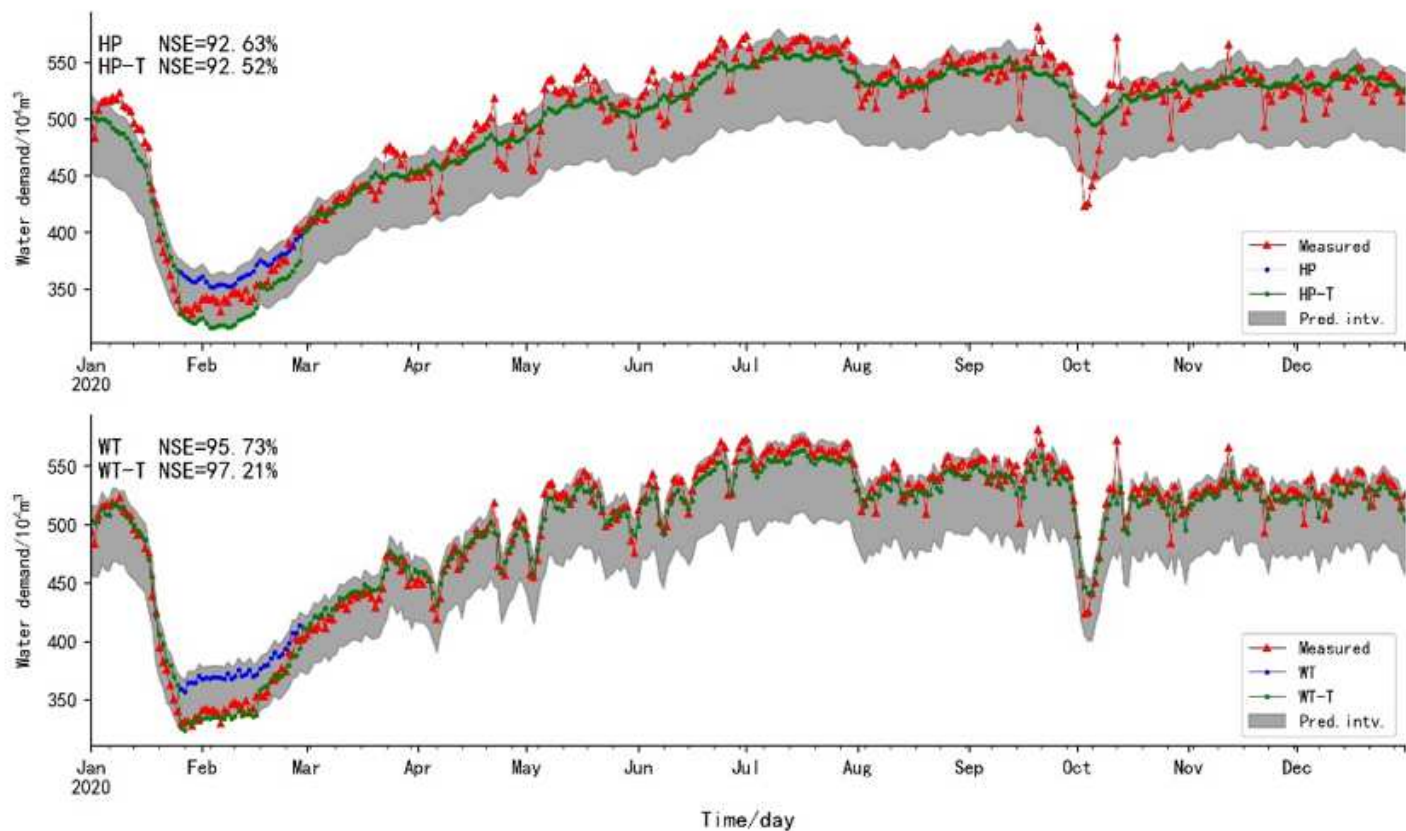 HP NSE=92.63%
HP-T NSE=92.52%
550
500
450
400
350
Water demand/10⁴m³
Measured
HP
HP-T
Pred. intv.
Jan Feb Mar Apr May Jun Jul Aug Sep Oct Nov Dec
2020
WT NSE=95.73%
WT-T NSE=97.21%
550
500
450
400
350
Water demand/10⁴m³
Measured
WT
WT-T
Pred. intv.
Jan Feb Mar Apr May Jun Jul Aug Sep Oct Nov Dec
2020
Time/day